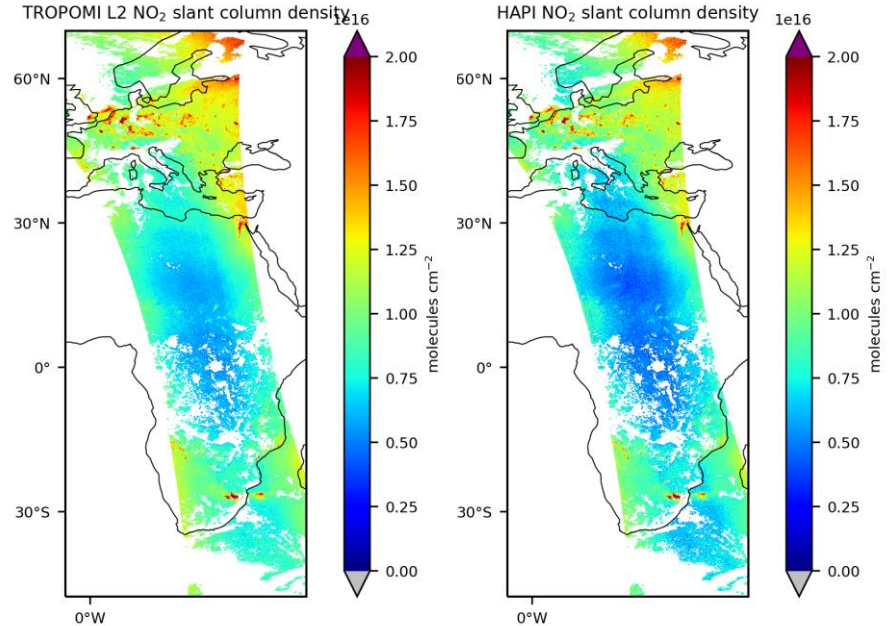 TROPOMI L2 NO₂ slant column density
1e16
60°N
30°N
0°
30°S
0°W
2.00
1.75
1.50
1.25
1.00
0.75
0.50
0.25
0.00
molecules cm⁻²
HAPI NO₂ slant column density
1e16
60°N
30°N
0°
30°S
0°W
2.00
1.75
1.50
1.25
1.00
0.75
0.50
0.25
0.00
molecules cm⁻²